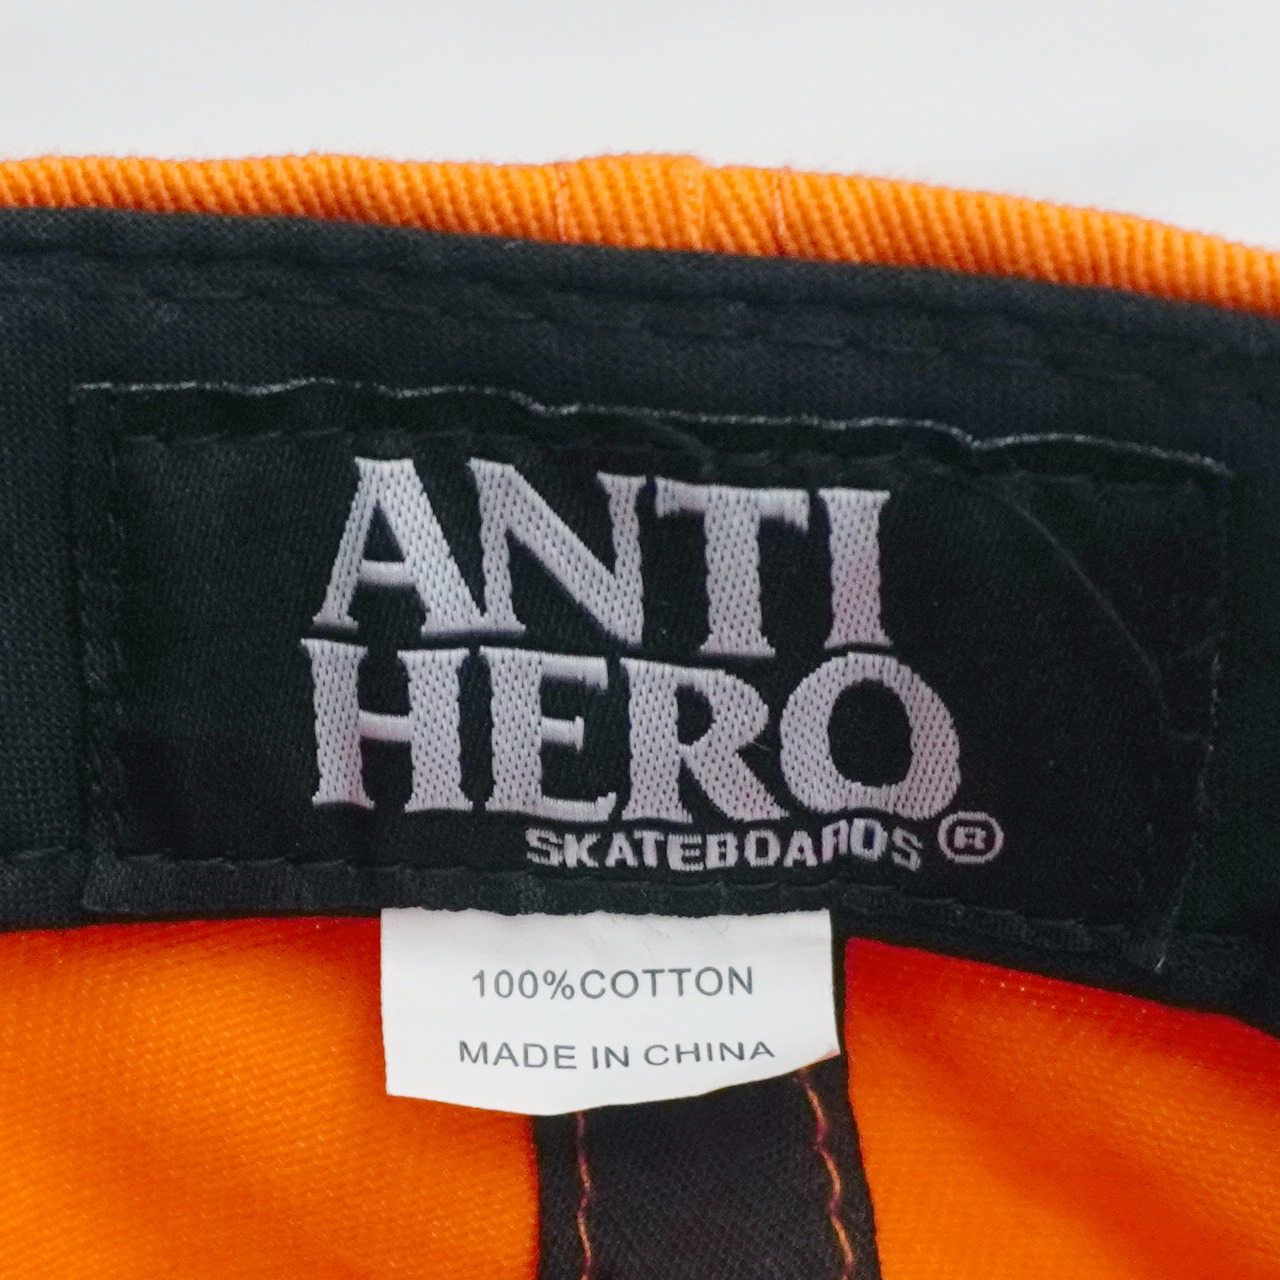 ANTI
HERO
SKATEBOARDS ®
100%COTTON
MADE IN CHINA